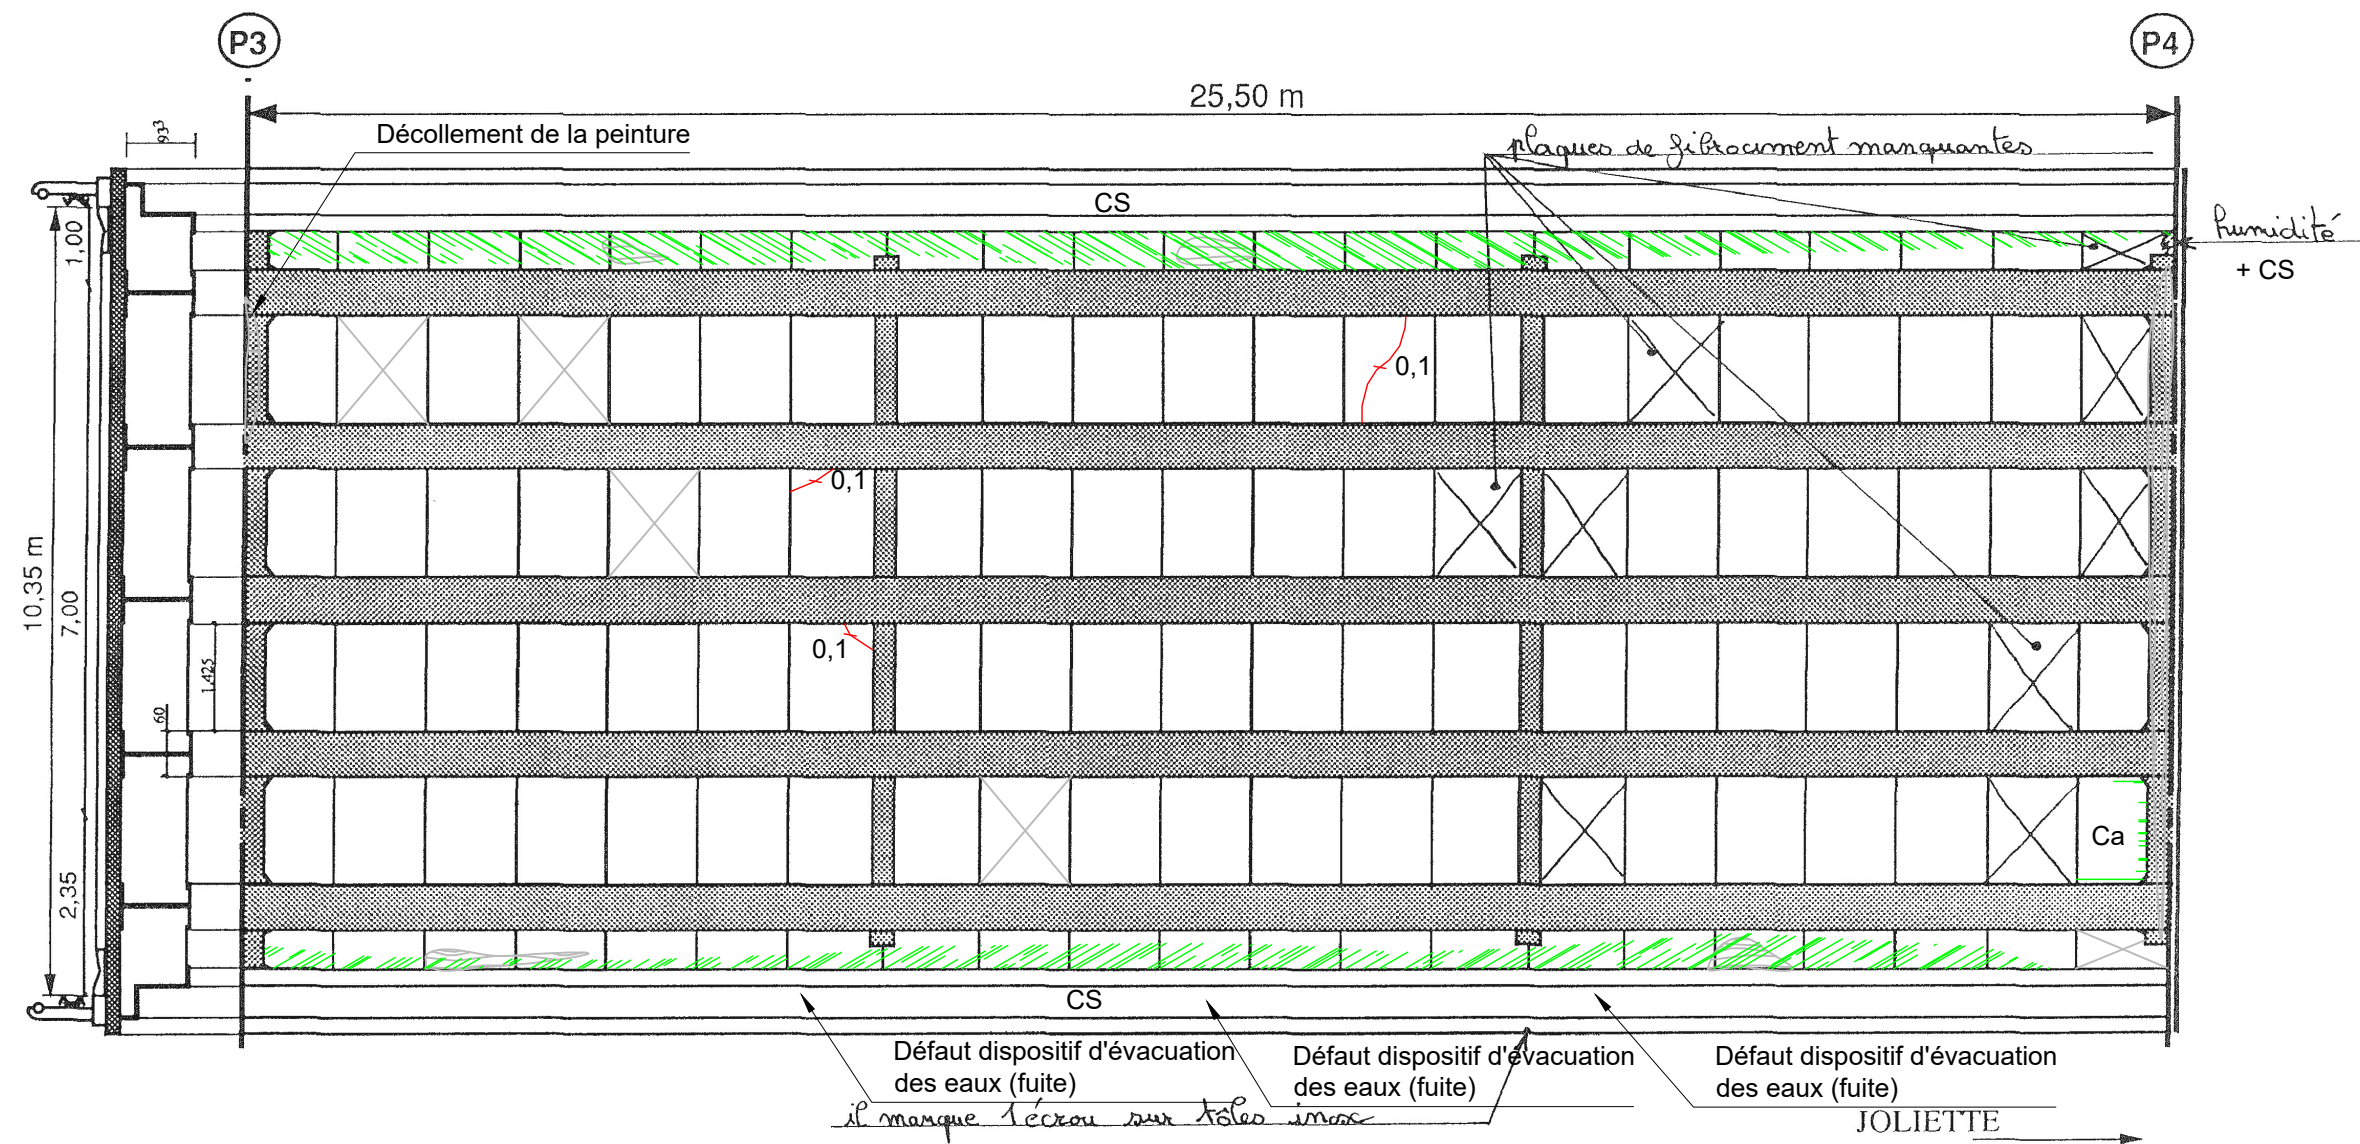 P3
P4
25,50 m
93³
Décollement de la peinture
plaques de fibrociment manquantes
CS
humidité
+ CS
1,00
0,1
0,1
10,35 m
7,00
0,1
1,425
60
Ca
2,35
CS
Défaut dispositif d'évacuation
des eaux (fuite)
Défaut dispositif d'évacuation
des eaux (fuite)
Défaut dispositif d'évacuation
des eaux (fuite)
il manque l'écrou sur tôles inox
JOLIETTE